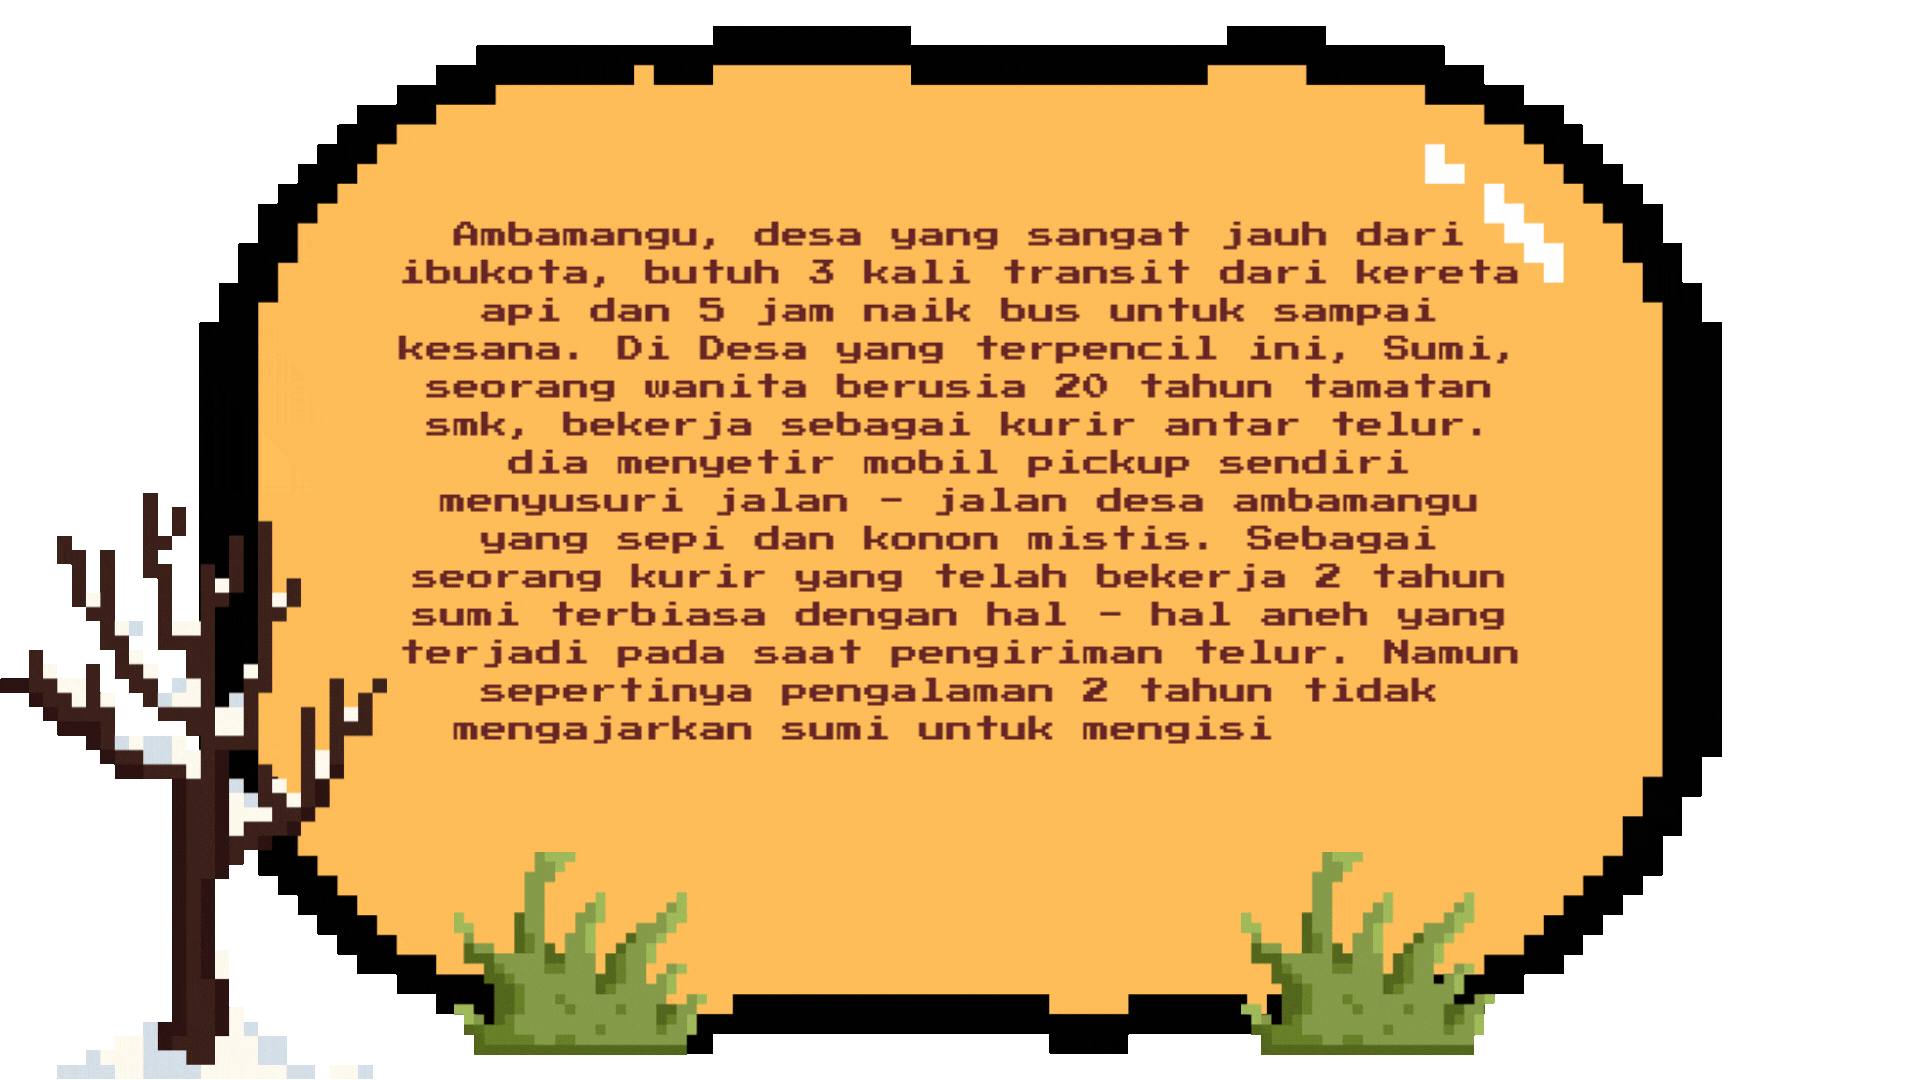 Ambamangu, desa yang sangat jauh dari
ibukota, butuh 3 kali transit dari kereta
api dan 5 jam naik bus untuk sampai
kesana. Di Desa yang terpencil ini, Sumi,
seorang wanita berusia 20 tahun tamatan
smk, bekerja sebagai kurir antar telur.
dia menyetir mobil pickup sendiri
menyusuri jalan - jalan desa ambamangu
yang sepi dan konon mistis. Sebagai
seorang kurir yang telah bekerja 2 tahun
sumi terbiasa dengan hal - hal aneh yang
terjadi pada saat pengiriman telur. Namun
sepertinya pengalaman 2 tahun tidak
mengajarkan sumi untuk mengisi